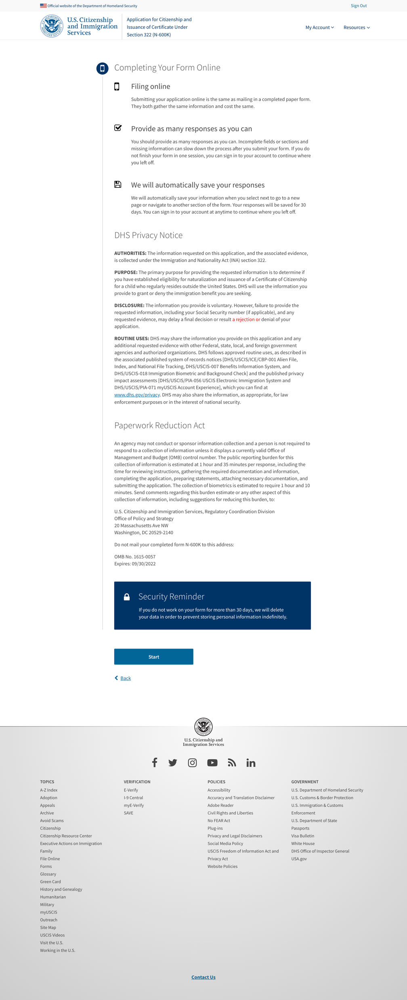 Official website of the Department of Homeland Security
Sign Out
U.S. Citizenship
and Immigration
Services
Application for Citizenship and
Issuance of Certificate Under
Section 322 (N-600K)
My Account
Resources
Completing Your Form Online
Filing online
Submitting your application online is the same as mailing in a completed paper form.
They both gather the same information and cost the same.
Provide as many responses as you can
You should provide as many responses as you can. Incomplete fields or sections and
missing information can slow down the process after you submit your form. If you do
not finish your form in one session, you can sign in to your account to continue where
you left off.
We will automatically save your responses
We will automatically save your information when you select next to go to a new
page or navigate to another section of the form. Your responses will be saved for 30
days. You can sign in to your account at anytime to continue where you left off.
DHS Privacy Notice
AUTHORITIES: The information requested on this application, and the associated evidence,
is collected under the Immigration and Nationality Act (INA) section 322.
PURPOSE: The primary purpose for providing the requested information is to determine if
you have established eligibility for naturalization and issuance of a Certificate of Citizenship
for a child who regularly resides outside the United States. DHS will use the information you
provide to grant or deny the immigration benefit you are seeking.
DISCLOSURE: The information you provide is voluntary. However, failure to provide the
requested information, including your Social Security number (if applicable), and any
requested evidence, may delay a final decision or result a rejection or denial of your
application.
ROUTINE USES: DHS may share the information you provide on this application and any
additional requested evidence with other Federal, state, local, and foreign government
agencies and authorized organizations. DHS follows approved routine uses, as described in
the associated published system of records notices [DHS/USCIS/ICE/CBP-001 Alien File,
Index, and National File Tracking, DHS/USCIS-007 Benefits Information System, and
DHS/USCIS-018 Immigration Biometric and Background Check] and the published privacy
impact assessments [DHS/USCIS/PIA-056 USCIS Electronic Immigration System and
DHS/USCIS/PIA-071 myUSCIS Account Experience], which you can find at
www.dhs.gov/privacy. DHS may also share the information, as appropriate, for law
enforcement purposes or in the interest of national security.
Paperwork Reduction Act
An agency may not conduct or sponsor information collection and a person is not required to
respond to a collection of information unless it displays a currently valid Office of
Management and Budget (OMB) control number. The public reporting burden for this
collection of information is estimated at 1 hour and 35 minutes per response, including the
time for reviewing instructions, gathering the required documentation and information,
completing the application, preparing statements, attaching necessary documentation, and
submitting the application. The collection of biometrics is estimated to require 1 hour and 10
minutes. Send comments regarding this burden estimate or any other aspect of this
collection of information, including suggestions for reducing this burden, to:
U.S. Citizenship and Immigration Services, Regulatory Coordination Division
Office of Policy and Strategy
20 Massachusetts Ave NW
Washington, DC 20529-2140
Do not mail your completed form N-600K to this address:
OMB No. 1615-0057
Expires: 09/30/2022
Security Reminder
If you do not work on your form for more than 30 days, we will delete
your data in order to prevent storing personal information indefinitely.
Start
Back
U.S. Citizenship and
Immigration Services
TOPICS
A-Z Index
Adoption
Appeals
Archive
Avoid Scams
Citizenship
Citizenship Resource Center
Executive Actions on Immigration
Family
File Online
Forms
Glossary
Green Card
History and Genealogy
Humanitarian
Military
myUSCIS
Outreach
Site Map
USCIS Videos
Visit the U.S.
Working in the U.S.
VERIFICATION
E-Verify
I-9 Central
myE-Verify
SAVE
POLICIES
Accessibility
Accuracy and Translation Disclaimer
Adobe Reader
Civil Rights and Liberties
No FEAR Act
Plug-ins
Privacy and Legal Disclaimers
Social Media Policy
USCIS Freedom of Information Act and
Privacy Act
Website Policies
GOVERNMENT
U.S. Department of Homeland Security
U.S. Customs & Border Protection
U.S. Immigration & Customs
Enforcement
U.S. Department of State
Passports
Visa Bulletin
White House
DHS Office of Inspector General
USA.gov
Contact Us